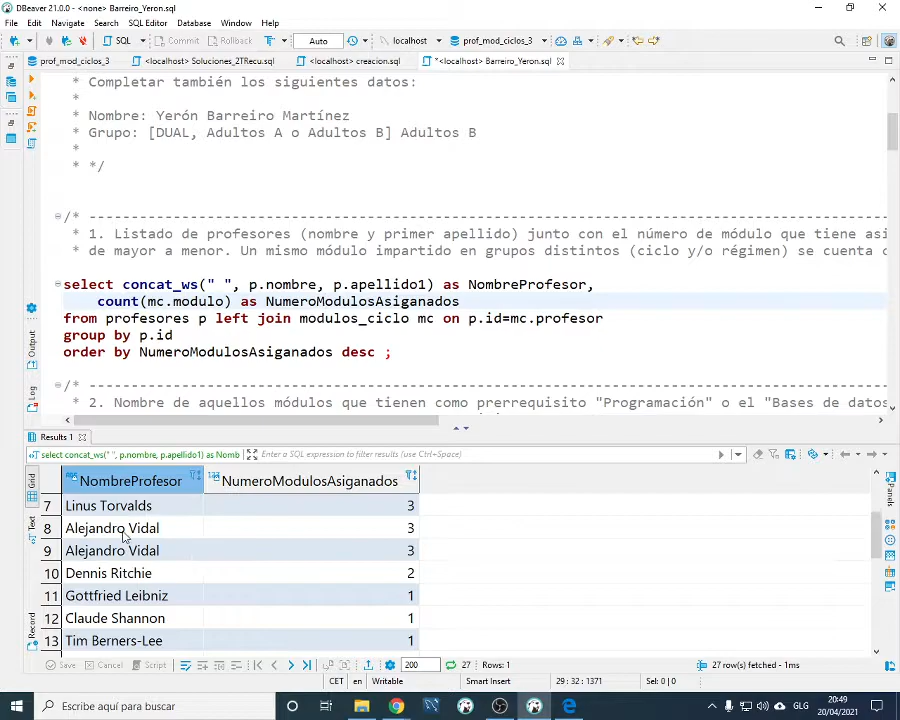 DBeaver 21.0.0 - <none> Barreiro_Yeron.sql
File Edit Navigate Search SQL Editor Database Window Help
SQL Commit Rollback T Auto localhost prof_mod_ciclos_3
prof_mod_ciclos_3 <localhost> Soluciones_2TRecu.sql <localhost> creacion.sql *<localhost> Barreiro_Yeron.sql
* Completar también los siguientes datos:
*
* Nombre: Yerón Barreiro Martínez
* Grupo: [DUAL, Adultos A o Adultos B] Adultos B
*
* */
/* -----------------------------------------------------------------------------------------------
* 1. Listado de profesores (nombre y primer apellido) junto con el número de módulo que tiene asi
* de mayor a menor. Un mismo módulo impartido en grupos distintos (ciclo y/o régimen) se cuenta c
select concat_ws(" ", p.nombre, p.apellido1) as NombreProfesor,
count(mc.modulo) as NumeroModulosAsiganados
from profesores p left join modulos_ciclo mc on p.id=mc.profesor
group by p.id
order by NumeroModulosAsiganados desc ;
/* -----------------------------------------------------------------------------------------------
* 2. Nombre de aquellos módulos que tienen como prerrequisito "Programación" o el "Bases de datos
Output
Log
Results 1
select concat_ws(" ", p.nombre, p.apellido1) as Nomb Enter a SQL expression to filter results (use Ctrl+Space)
Grid
Text
Record
Panels
NombreProfesor 123 NumeroModulosAsiganados
7 Linus Torvalds 3
8 Alejandro Vidal 3
9 Alejandro Vidal 3
10 Dennis Ritchie 2
11 Gottfried Leibniz 1
12 Claude Shannon 1
13 Tim Berners-Lee 1
Save Cancel Script 200 27 Rows: 1 27 row(s) fetched - 1ms
CET en Writable Smart Insert 29 : 32 : 1371 Sel: 0 | 0
Escribe aquí para buscar
GLG
20:49
20/04/2021